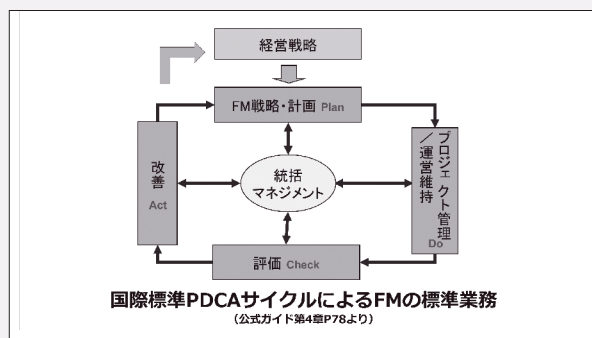 経営戦略
FM戦略・計画 Plan
改善
Act
統括
マネジメント
プロジェクト管理
／運営維持
Do
評価 Check
国際標準PDCAサイクルによるFMの標準業務
（公式ガイド第4章P78より）